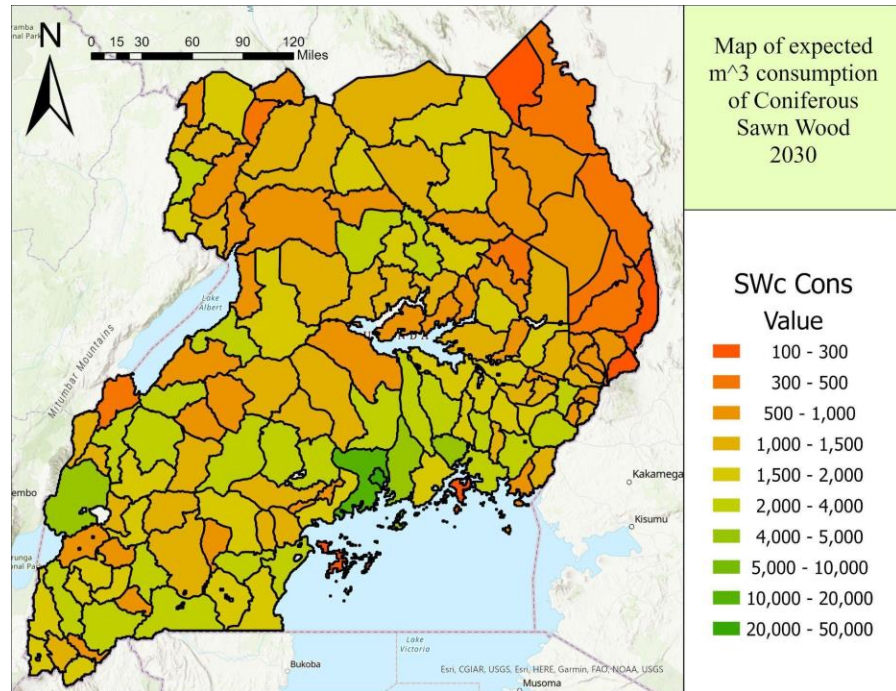 N
0 15 30 60 90 120
Miles
Map of expected
m^3 consumption
of Coniferous
Sawn Wood
2030
SWc Cons
Value
100 - 300
300 - 500
500 - 1,000
1,000 - 1,500
1,500 - 2,000
2,000 - 4,000
4,000 - 5,000
5,000 - 10,000
10,000 - 20,000
20,000 - 50,000
Lake
Albert
Mitumbar Mountains
Kakamega
Kisumu
Lake
Victoria
Bukoba
Musoma
Esri, CGIAR, USGS, Esri, HERE, Garmin, FAO, NOAA, USGS